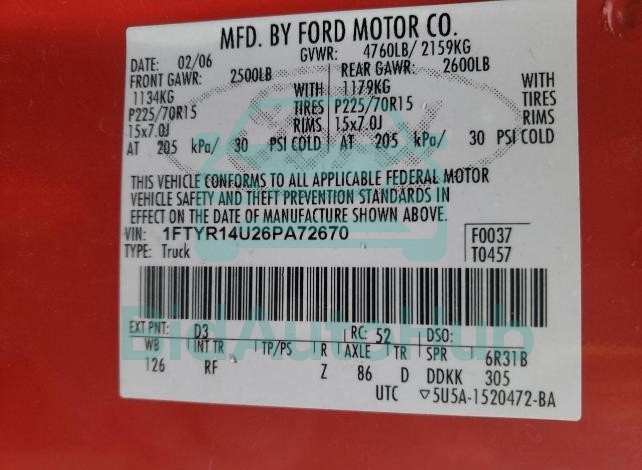 MFD. BY FORD MOTOR CO.
DATE: 02/06 GVWR: 4760LB/ 2159KG
FRONT GAWR: 2500LB REAR GAWR: 2600LB
1134KG WITH 1179KG WITH
P225/70R15 TIRES P225/70R15 TIRES
15x7.0J RIMS 15x7.0J RIMS
AT 205 kPa/ 30 PSI COLD AT 205 kPa/ 30 PSI COLD
THIS VEHICLE CONFORMS TO ALL APPLICABLE FEDERAL MOTOR
VEHICLE SAFETY AND THEFT PREVENTION STANDARDS IN
EFFECT ON THE DATE OF MANUFACTURE SHOWN ABOVE.
VIN: 1FTYR14U26PA72670 F0037
TYPE: Truck T0457
EXT PNT: D3 RC: 52 DSO:
WB INT TR TP/PS R AXLE TR SPR 6R31B
126 RF Z 86 D DDKK 305
UTC ▽5U5A-1520472-BA
BidAutoHub